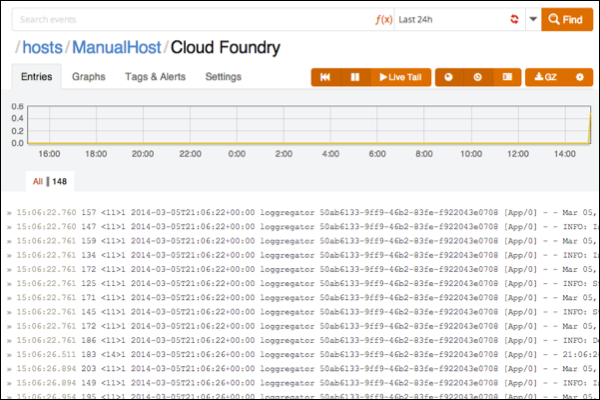 Search events ƒ(x) Last 24h Find
/hosts/ManualHost/Cloud Foundry
Entries Graphs Tags & Alerts Settings Live Tail GZ
0.6
0.4
0.2
0.0
16:00 18:00 20:00 22:00 0:00 2:00 4:00 6:00 8:00 10:00 12:00 14:00
All 148
» 15:06:22.760 157 <11>1 2014-03-05T21:06:22+00:00 loggregator 50ab6133-9ff9-46b2-83fe-f922043e0708 [App/0] - - Mar 05,
» 15:06:22.760 147 <11>1 2014-03-05T21:06:22+00:00 loggregator 50ab6133-9ff9-46b2-83fe-f922043e0708 [App/0] - - INFO:
» 15:06:22.761 159 <11>1 2014-03-05T21:06:22+00:00 loggregator 50ab6133-9ff9-46b2-83fe-f922043e0708 [App/0] - - Mar 05,
» 15:06:22.761 134 <11>1 2014-03-05T21:06:22+00:00 loggregator 50ab6133-9ff9-46b2-83fe-f922043e0708 [App/0] - - INFO:
» 15:06:22.761 172 <11>1 2014-03-05T21:06:22+00:00 loggregator 50ab6133-9ff9-46b2-83fe-f922043e0708 [App/0] - - Mar 05,
» 15:06:22.761 125 <11>1 2014-03-05T21:06:22+00:00 loggregator 50ab6133-9ff9-46b2-83fe-f922043e0708 [App/0] - - INFO:
» 15:06:22.761 171 <11>1 2014-03-05T21:06:22+00:00 loggregator 50ab6133-9ff9-46b2-83fe-f922043e0708 [App/0] - - Mar 05,
» 15:06:22.761 145 <11>1 2014-03-05T21:06:22+00:00 loggregator 50ab6133-9ff9-46b2-83fe-f922043e0708 [App/0] - - INFO:
» 15:06:22.761 172 <11>1 2014-03-05T21:06:22+00:00 loggregator 50ab6133-9ff9-46b2-83fe-f922043e0708 [App/0] - - Mar 05,
» 15:06:22.761 186 <11>1 2014-03-05T21:06:22+00:00 loggregator 50ab6133-9ff9-46b2-83fe-f922043e0708 [App/0] - - INFO:
» 15:06:26.511 183 <11>1 2014-03-05T21:06:26+00:00 loggregator 50ab6133-9ff9-46b2-83fe-f922043e0708 [App/0] - - 21:06:26
» 15:06:26.894 203 <11>1 2014-03-05T21:06:26+00:00 loggregator 50ab6133-9ff9-46b2-83fe-f922043e0708 [App/0] - - Mar 05,
» 15:06:26.894 149 <11>1 2014-03-05T21:06:26+00:00 loggregator 50ab6133-9ff9-46b2-83fe-f922043e0708 [App/0] - - INFO:
» 15:06:26.954 195 <11>1 2014-03-05T21:06:26+00:00 loggregator 50ab6133-9ff9-46b2-83fe-f922043e0708 [App/0] - - Mar 05,